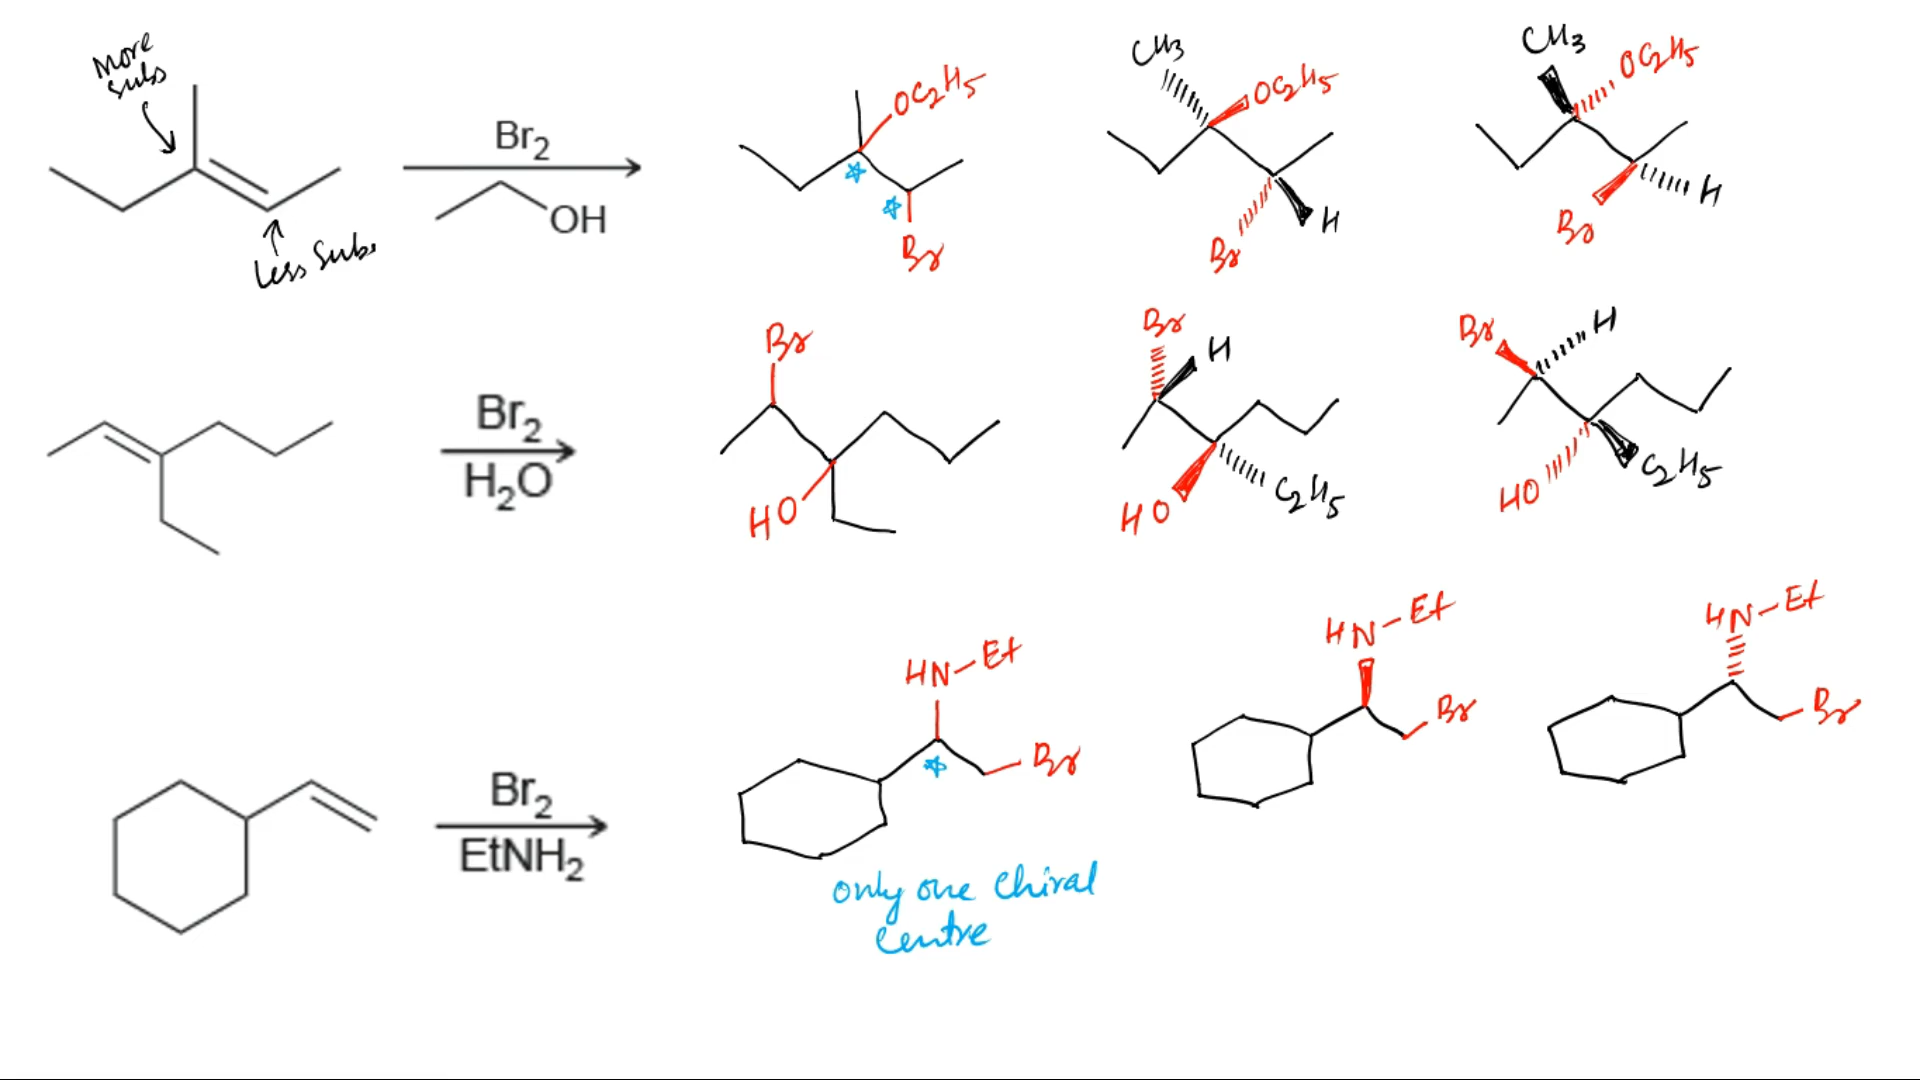 More
subs
Less Subs
Br2
OH
OC2H5
Br
CH3
OC2H5
Br
H
CH3
OC2H5
Br
H
Br2
H2O
Br
HO
Br
H
HO
C2H5
Br
H
HO
C2H5
Br2
EtNH2
HN-Et
Br
only one chiral
centre
HN-Et
Br
HN-Et
Br